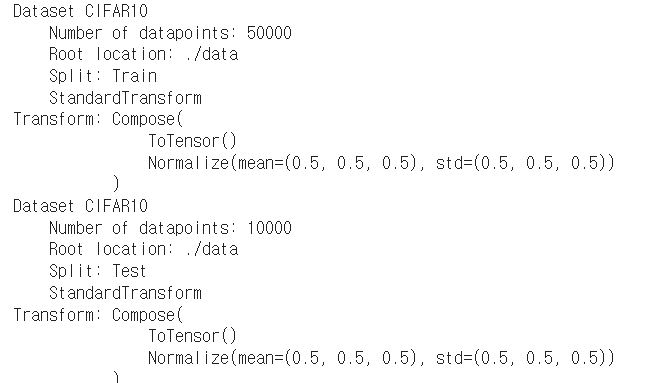 Dataset CIFAR10
Number of datapoints: 50000
Root location: ./data
Split: Train
StandardTransform
Transform: Compose(
ToTensor()
Normalize(mean=(0.5, 0.5, 0.5), std=(0.5, 0.5, 0.5))
)
Dataset CIFAR10
Number of datapoints: 10000
Root location: ./data
Split: Test
StandardTransform
Transform: Compose(
ToTensor()
Normalize(mean=(0.5, 0.5, 0.5), std=(0.5, 0.5, 0.5))
)